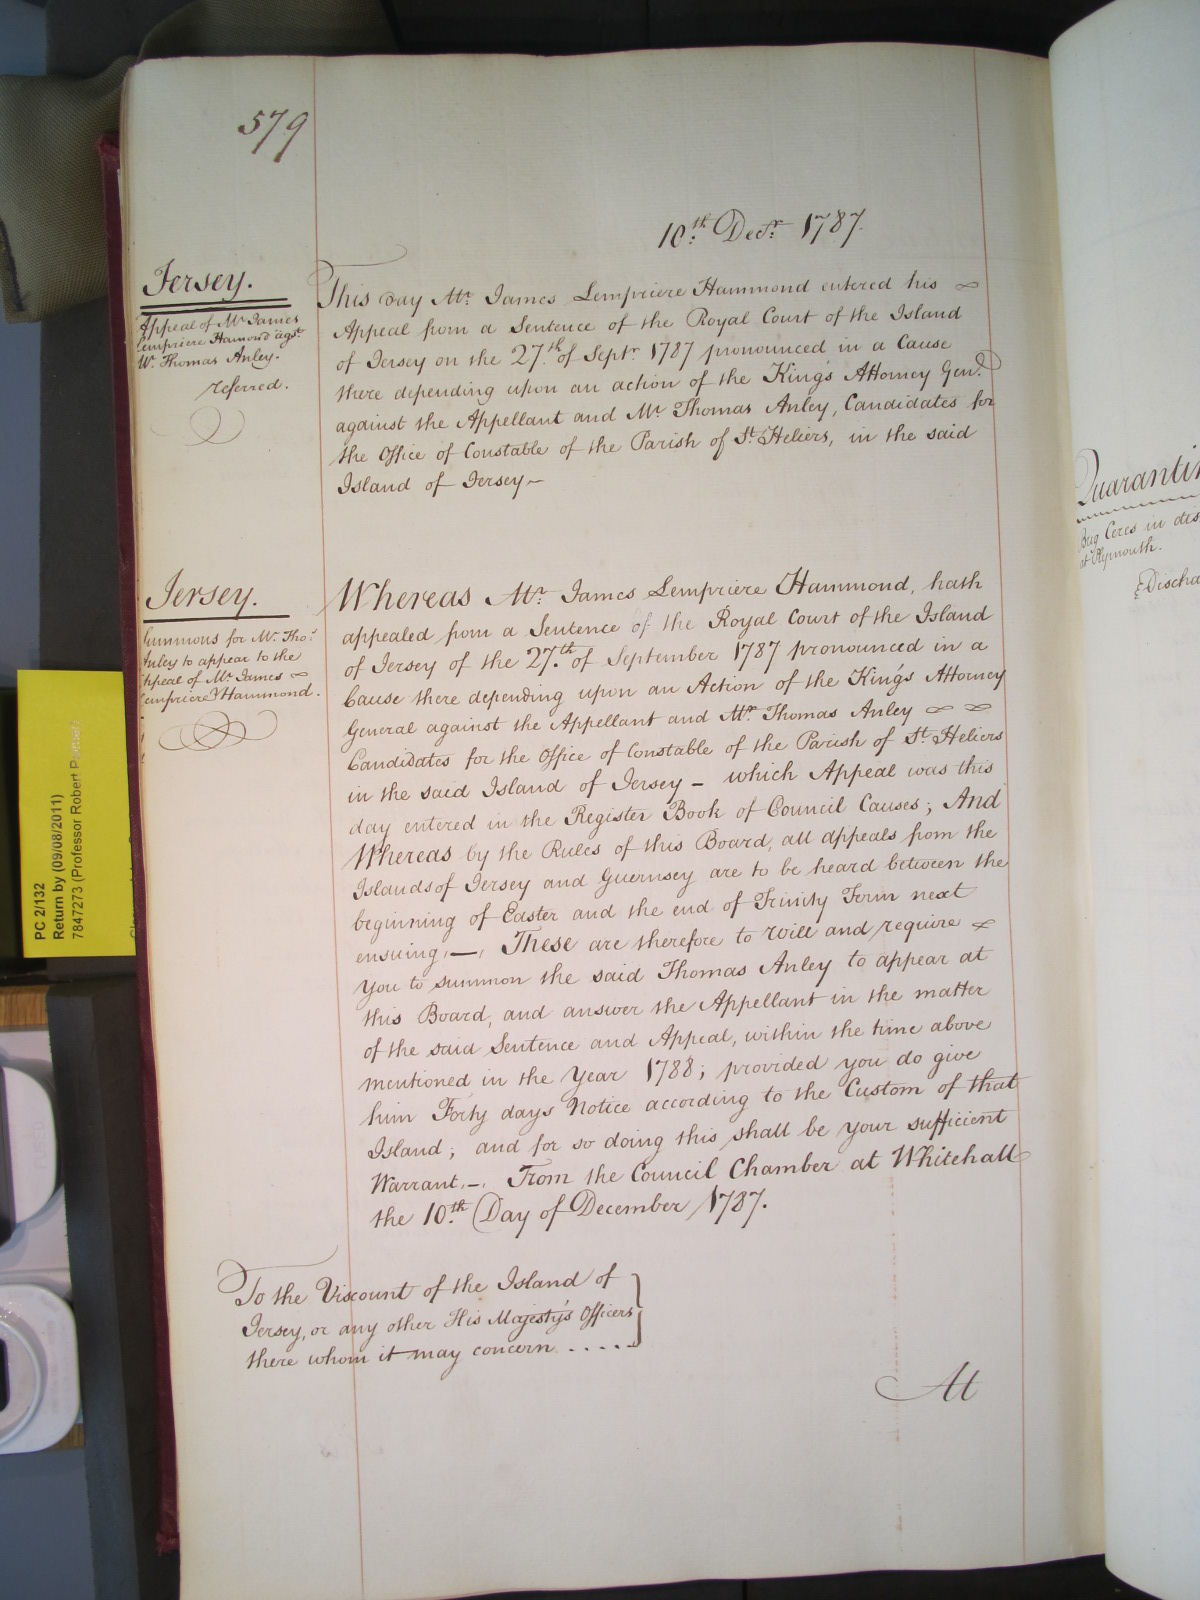 579
10th. Decr. 1787.
Jersey.
Appeal of Mr. James
Lempriere Hamond agst.
Mr. Thomas Anley.
referred.
This day Mr. James Lempriere Hammond entered his
Appeal from a Sentence of the Royal Court of the Island
of Jersey on the 27th. of Septr. 1787 pronounced in a Cause
there depending upon an action of the King's Attorney Genl.
against the Appellant and Mr. Thomas Anley, Candidates for
the Office of Constable of the Parish of St. Heliers, in the said
Island of Jersey~
Jersey.
Summons for Mr. Thos.
Anley to appear to the
Appeal of Mr. James
Lempriere Hammond.
Whereas Mr. James Lempriere Hammond, hath
appealed from a Sentence of the Royal Court of the Island
of Jersey of the 27th. of September 1787 pronounced in a
Cause there depending upon an Action of the King's Attorney
General against the Appellant and Mr. Thomas Anley
Candidates for the Office of Constable of the Parish of St. Heliers
in the said Island of Jersey – which Appeal was this
day entered in the Register Book of Council Causes; And
Whereas by the Rules of this Board, all appeals from the
Islands of Jersey and Guernsey are to be heard between the
beginning of Easter and the end of Trinity Term next
ensuing,—, These are therefore to will and require
you to summon the said Thomas Anley to appear at
this Board, and answer the Appellant in the matter
of the said Sentence and Appeal, within the time above
mentioned in the Year 1788; provided you do give
him Forty days Notice according to the Custom of that
Island; and for so doing this shall be your sufficient
Warrant,–, From the Council Chamber at Whitehall
the 10th. Day of December 1787.
To the Viscount of the Island of
Jersey, or any other His Majesty's Officers
there whom it may concern . . . . .
At
PC 2/132
Return by (09/08/2011)
7847273 (Professor Robert
at Plymouth.